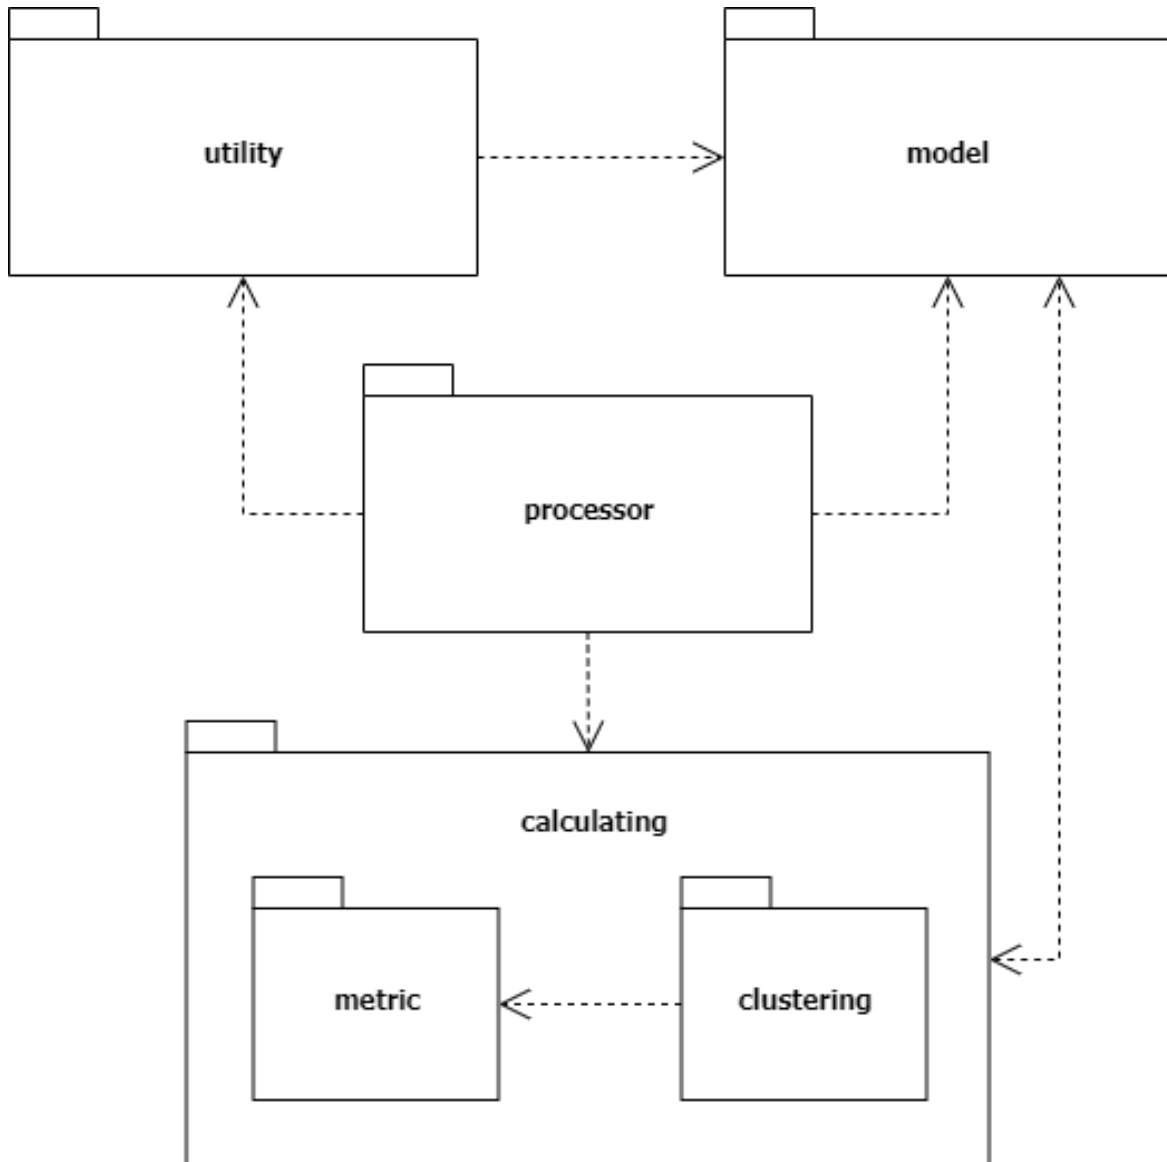 utility
model
processor
calculating
metric
clustering